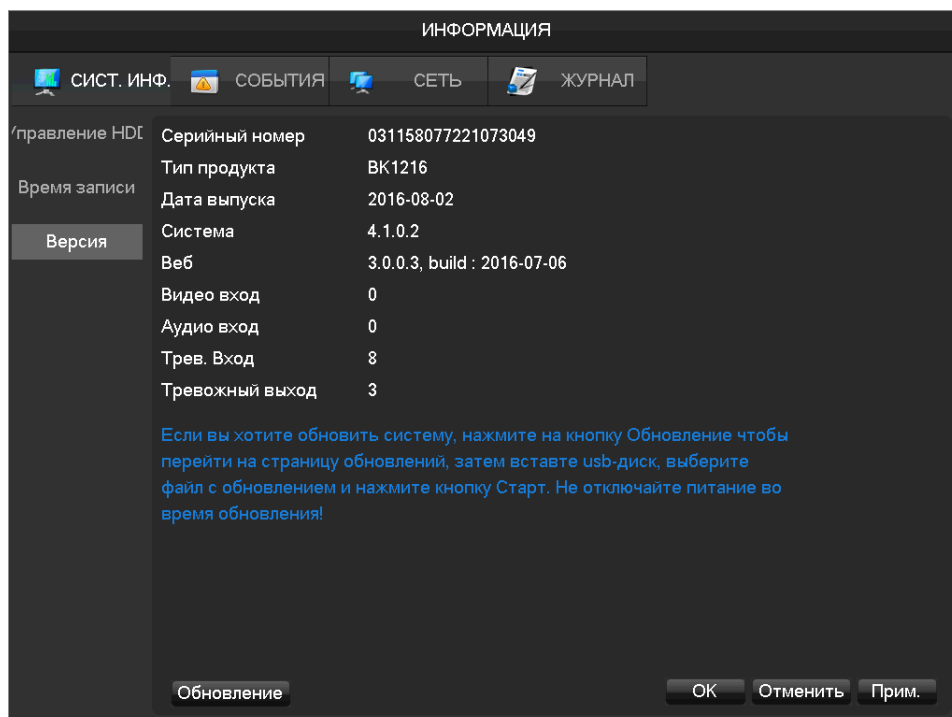 ИНФОРМАЦИЯ
СИСТ. ИНФ. СОБЫТИЯ СЕТЬ ЖУРНАЛ
Управление HDD
Время записи
Версия
Серийный номер 031158077221073049
Тип продукта BK1216
Дата выпуска 2016-08-02
Система 4.1.0.2
Веб 3.0.0.3, build : 2016-07-06
Видео вход 0
Аудио вход 0
Трев. Вход 8
Тревожный выход 3
Если вы хотите обновить систему, нажмите на кнопку Обновление чтобы
перейти на страницу обновлений, затем вставте usb-диск, выберите
файл с обновлением и нажмите кнопку Старт. Не отключайте питание во
время обновления!
Обновление OK Отменить Прим.